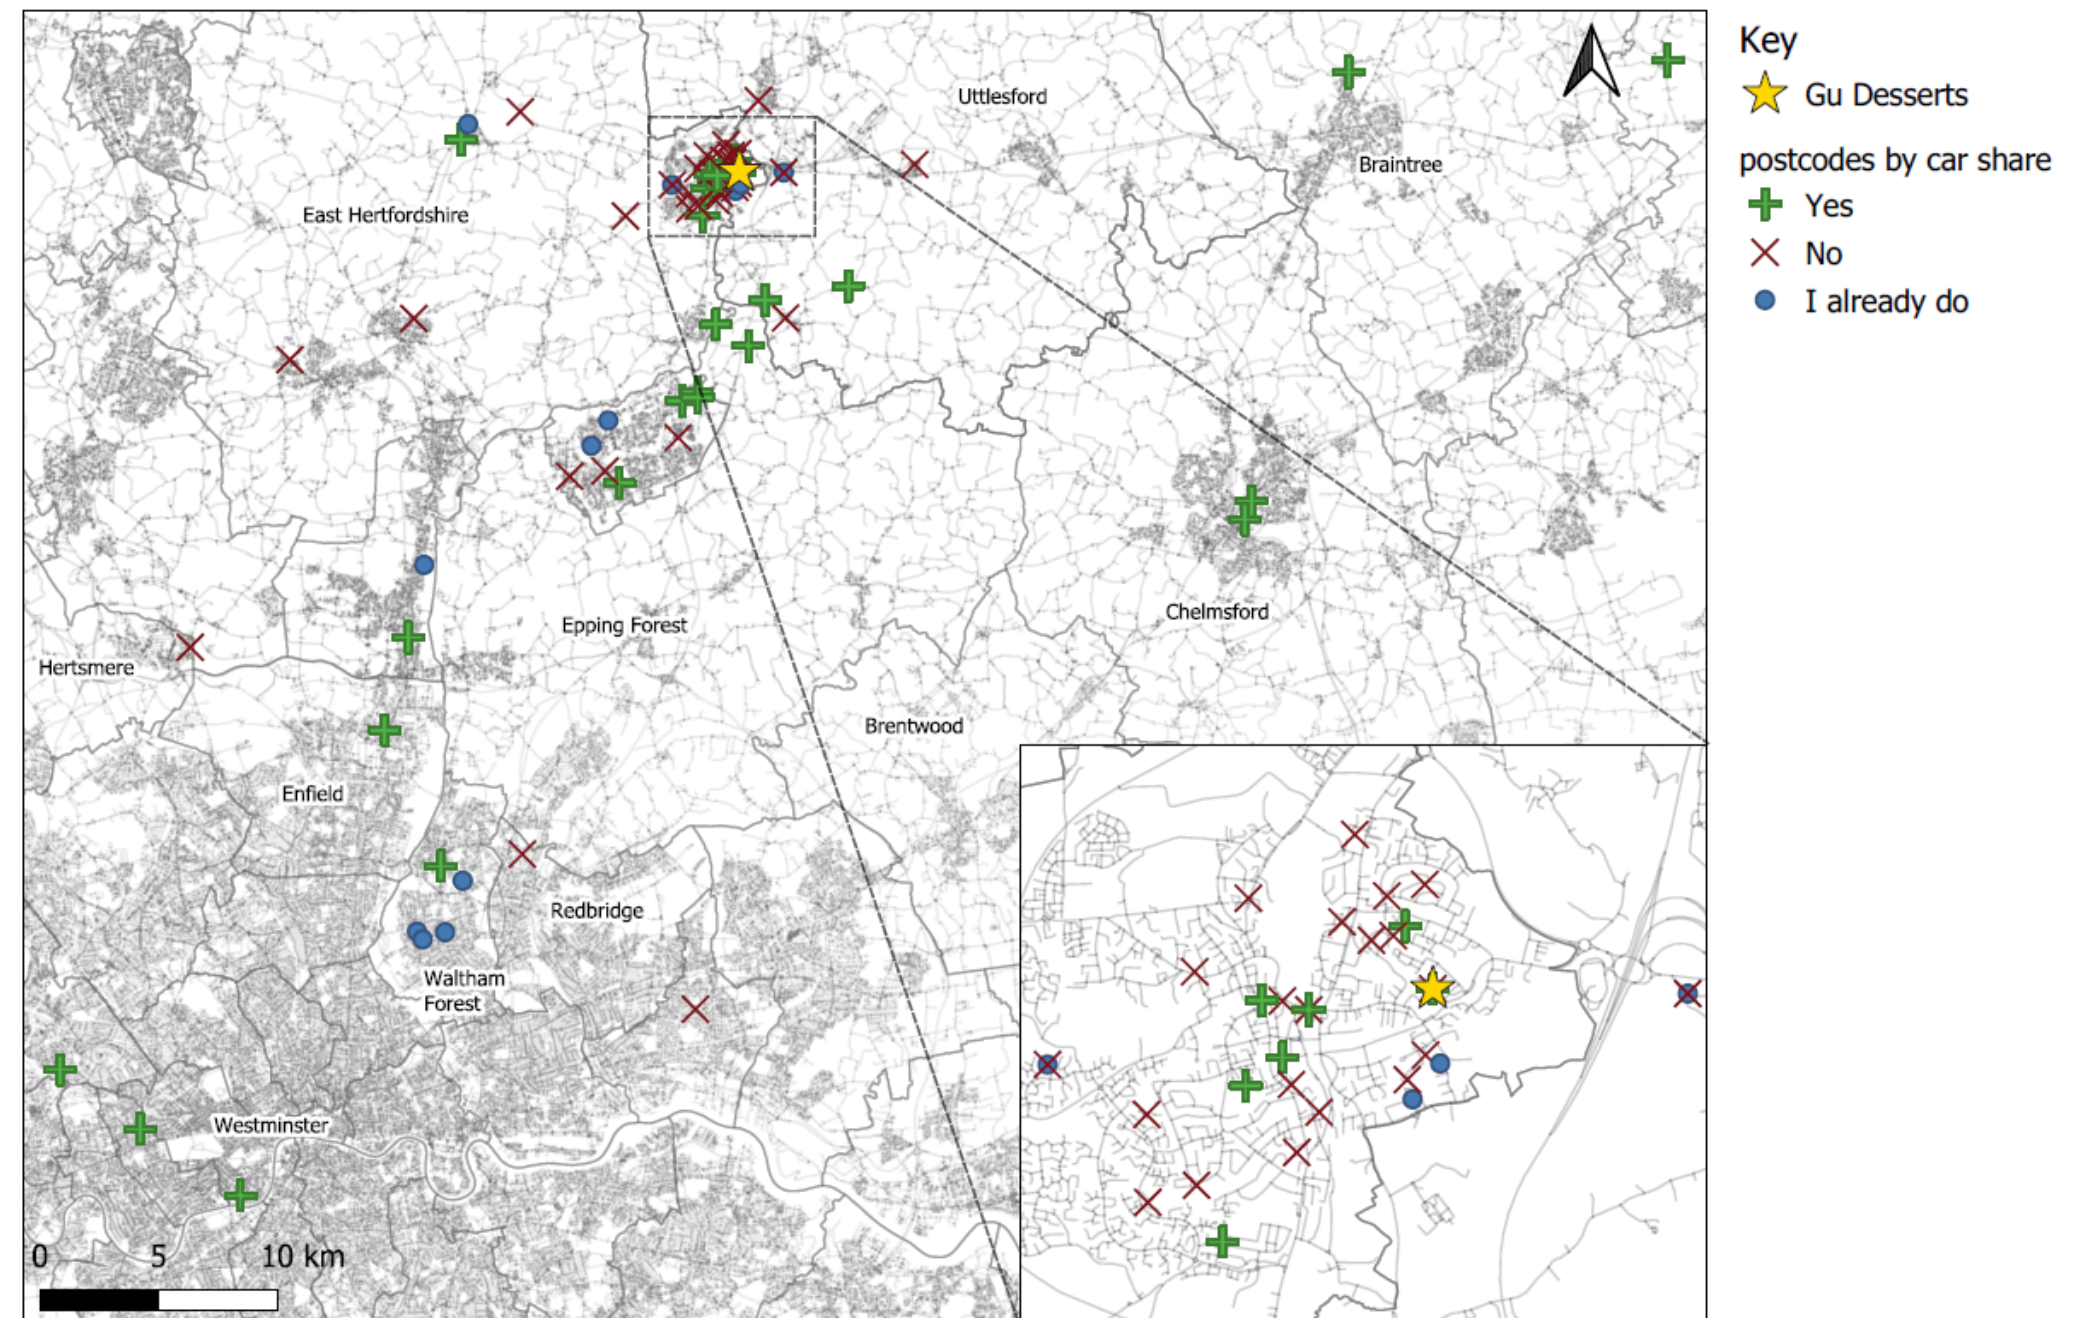 Key
Gu Desserts
postcodes by car share
Yes
No
I already do
Uttlesford
Braintree
East Hertfordshire
Chelmsford
Epping Forest
Hertsmere
Brentwood
Enfield
Redbridge
Waltham
Forest
Westminster
0 5 10 km